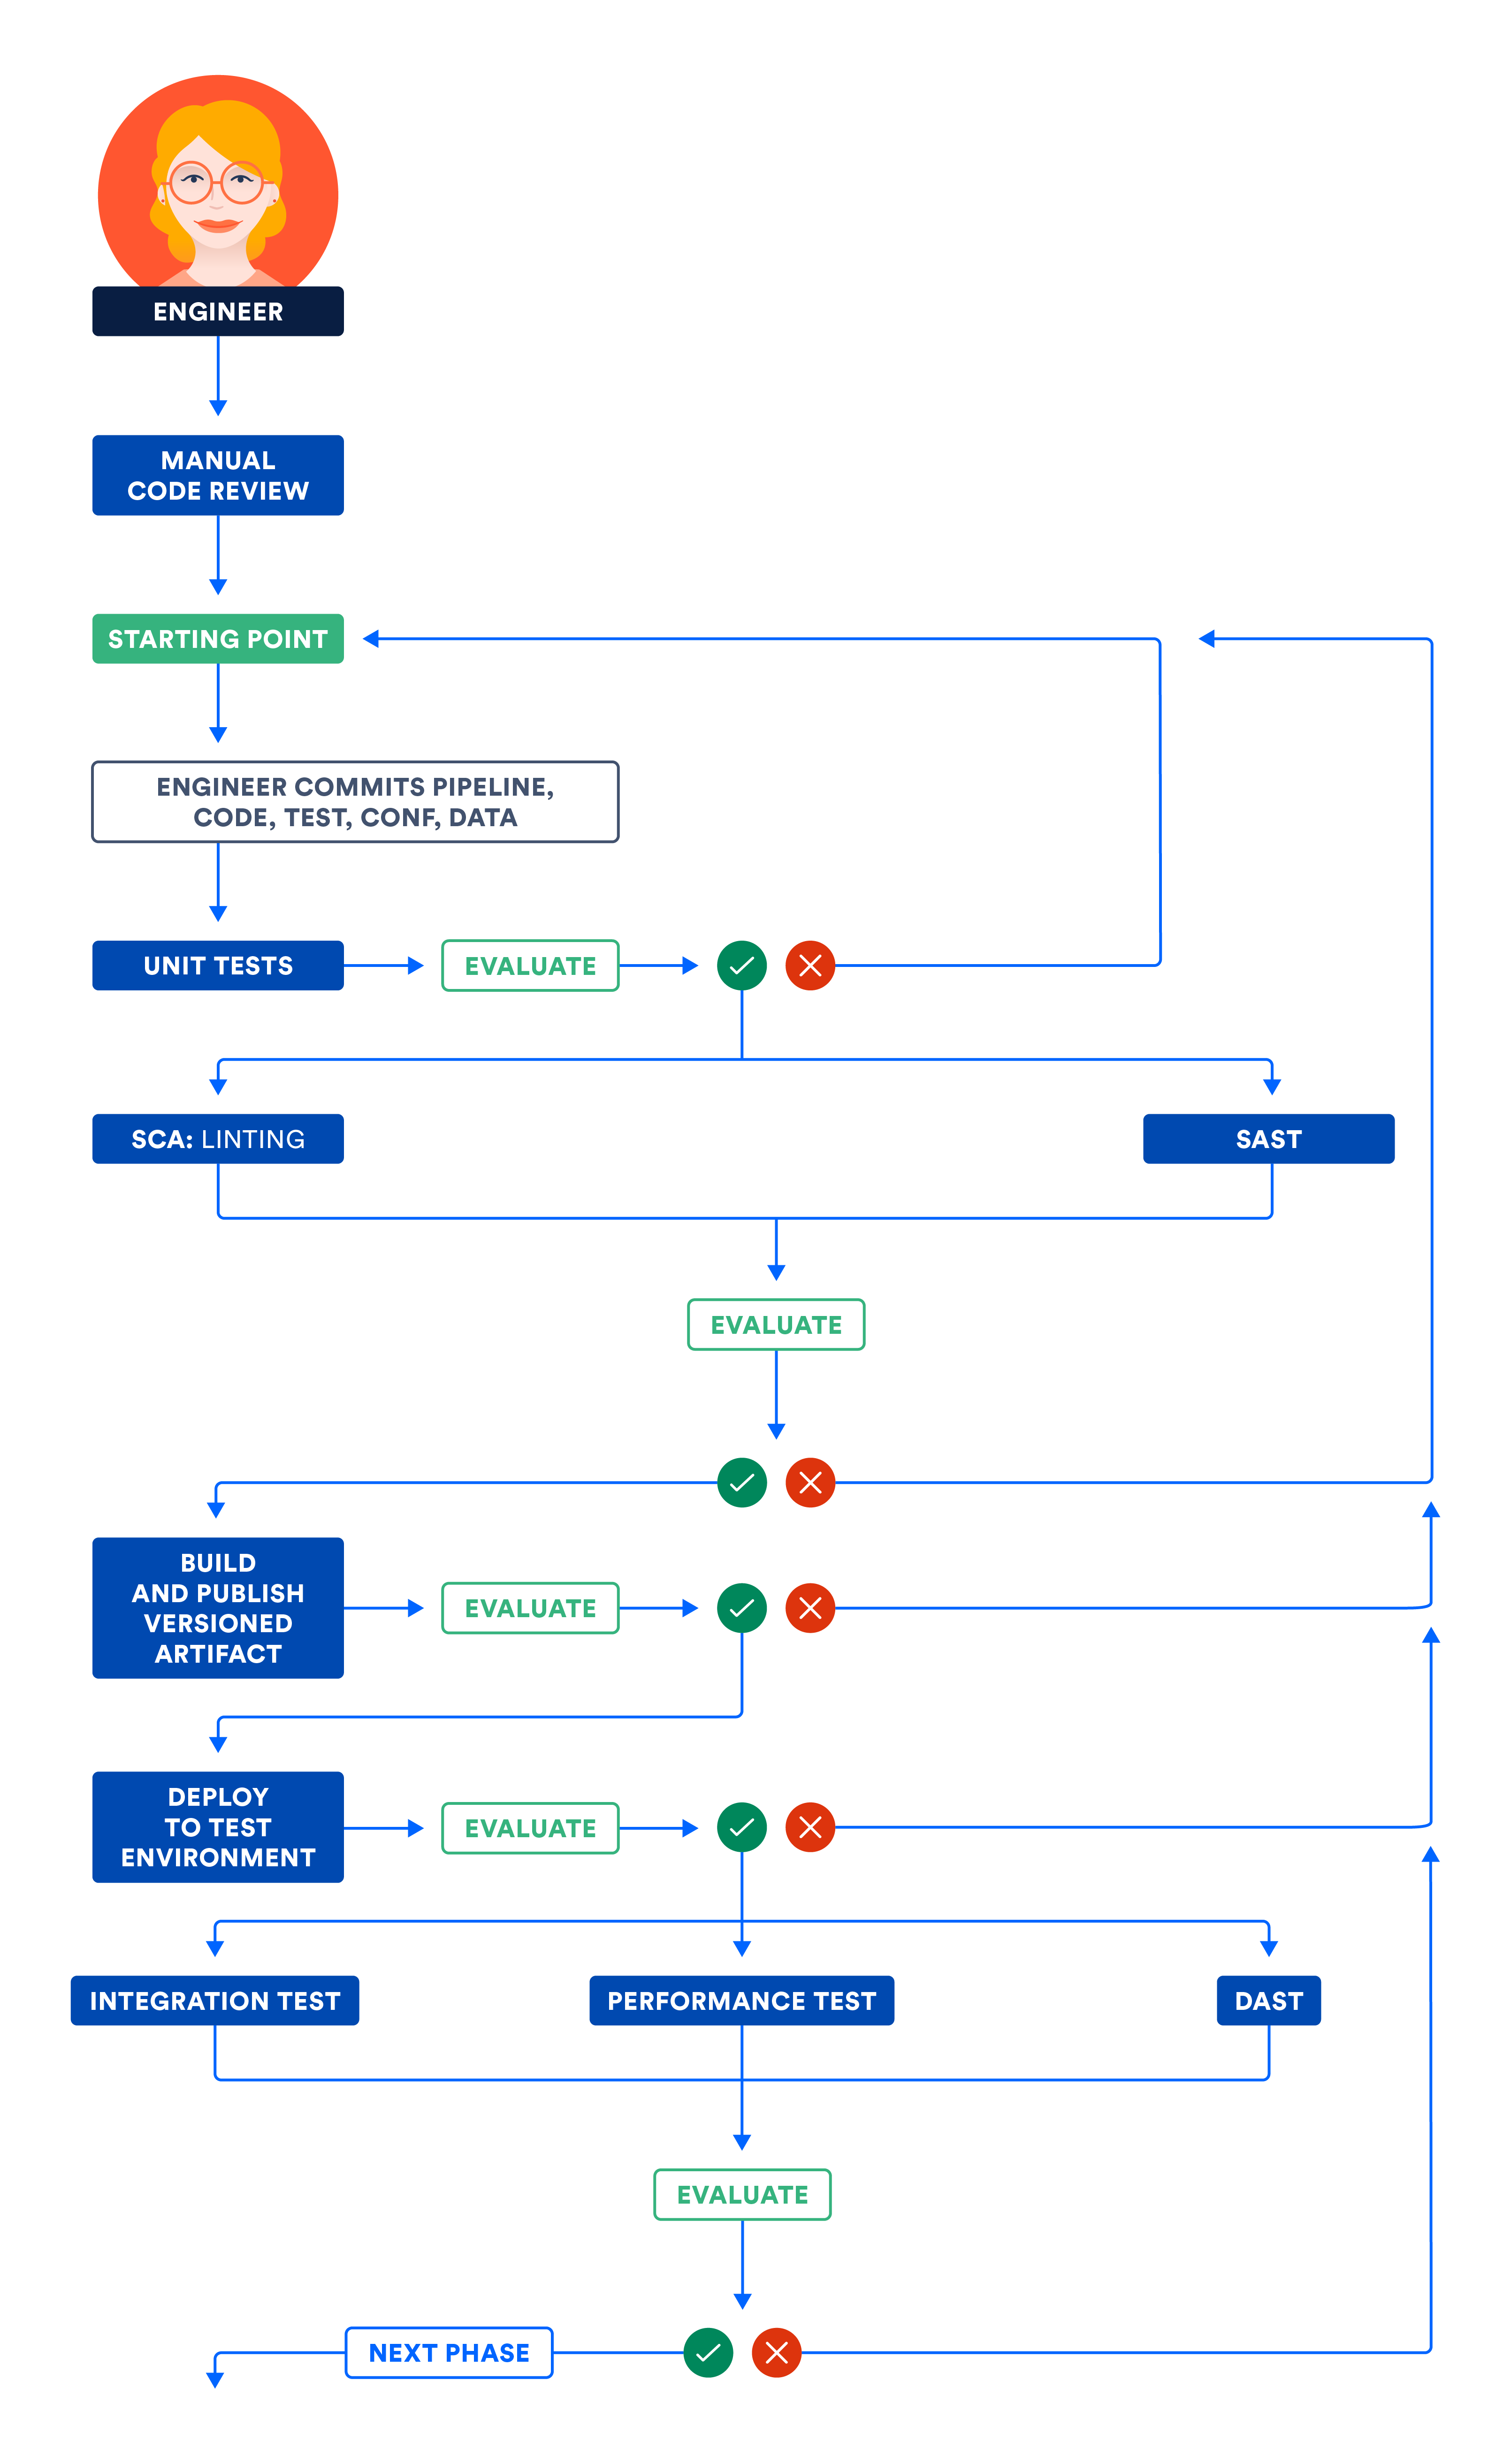 ENGINEER
MANUAL
CODE REVIEW
STARTING POINT
ENGINEER COMMITS PIPELINE,
CODE, TEST, CONF, DATA
UNIT TESTS
EVALUATE
SCA: LINTING
SAST
EVALUATE
BUILD
AND PUBLISH
VERSIONED
ARTIFACT
EVALUATE
DEPLOY
TO TEST
ENVIRONMENT
EVALUATE
INTEGRATION TEST
PERFORMANCE TEST
DAST
EVALUATE
NEXT PHASE